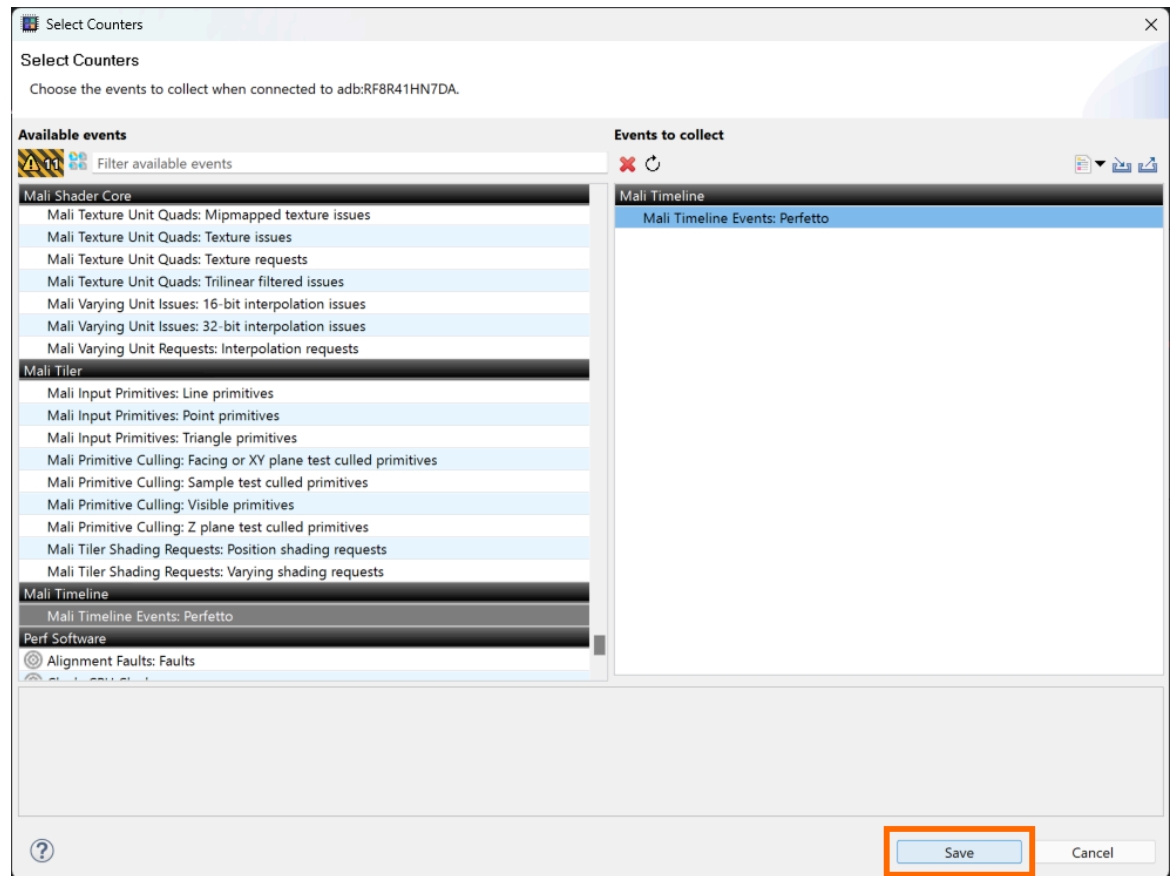 Select Counters
Select Counters
Choose the events to collect when connected to adb:RF8R41HN7DA.
Available events
11
Filter available events
Mali Shader Core
Mali Texture Unit Quads: Mipmapped texture issues
Mali Texture Unit Quads: Texture issues
Mali Texture Unit Quads: Texture requests
Mali Texture Unit Quads: Trilinear filtered issues
Mali Varying Unit Issues: 16-bit interpolation issues
Mali Varying Unit Issues: 32-bit interpolation issues
Mali Varying Unit Requests: Interpolation requests
Mali Tiler
Mali Input Primitives: Line primitives
Mali Input Primitives: Point primitives
Mali Input Primitives: Triangle primitives
Mali Primitive Culling: Facing or XY plane test culled primitives
Mali Primitive Culling: Sample test culled primitives
Mali Primitive Culling: Visible primitives
Mali Primitive Culling: Z plane test culled primitives
Mali Tiler Shading Requests: Position shading requests
Mali Tiler Shading Requests: Varying shading requests
Mali Timeline
Mali Timeline Events: Perfetto
Perf Software
Alignment Faults: Faults
Events to collect
Mali Timeline
Mali Timeline Events: Perfetto
Save
Cancel